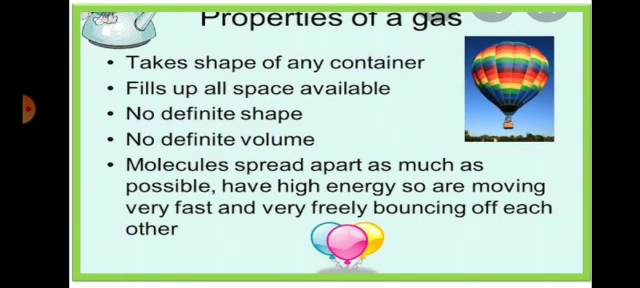 Properties of a gas
• Takes shape of any container
• Fills up all space available
• No definite shape
• No definite volume
• Molecules spread apart as much as
possible, have high energy so are moving
very fast and very freely bouncing off each
other